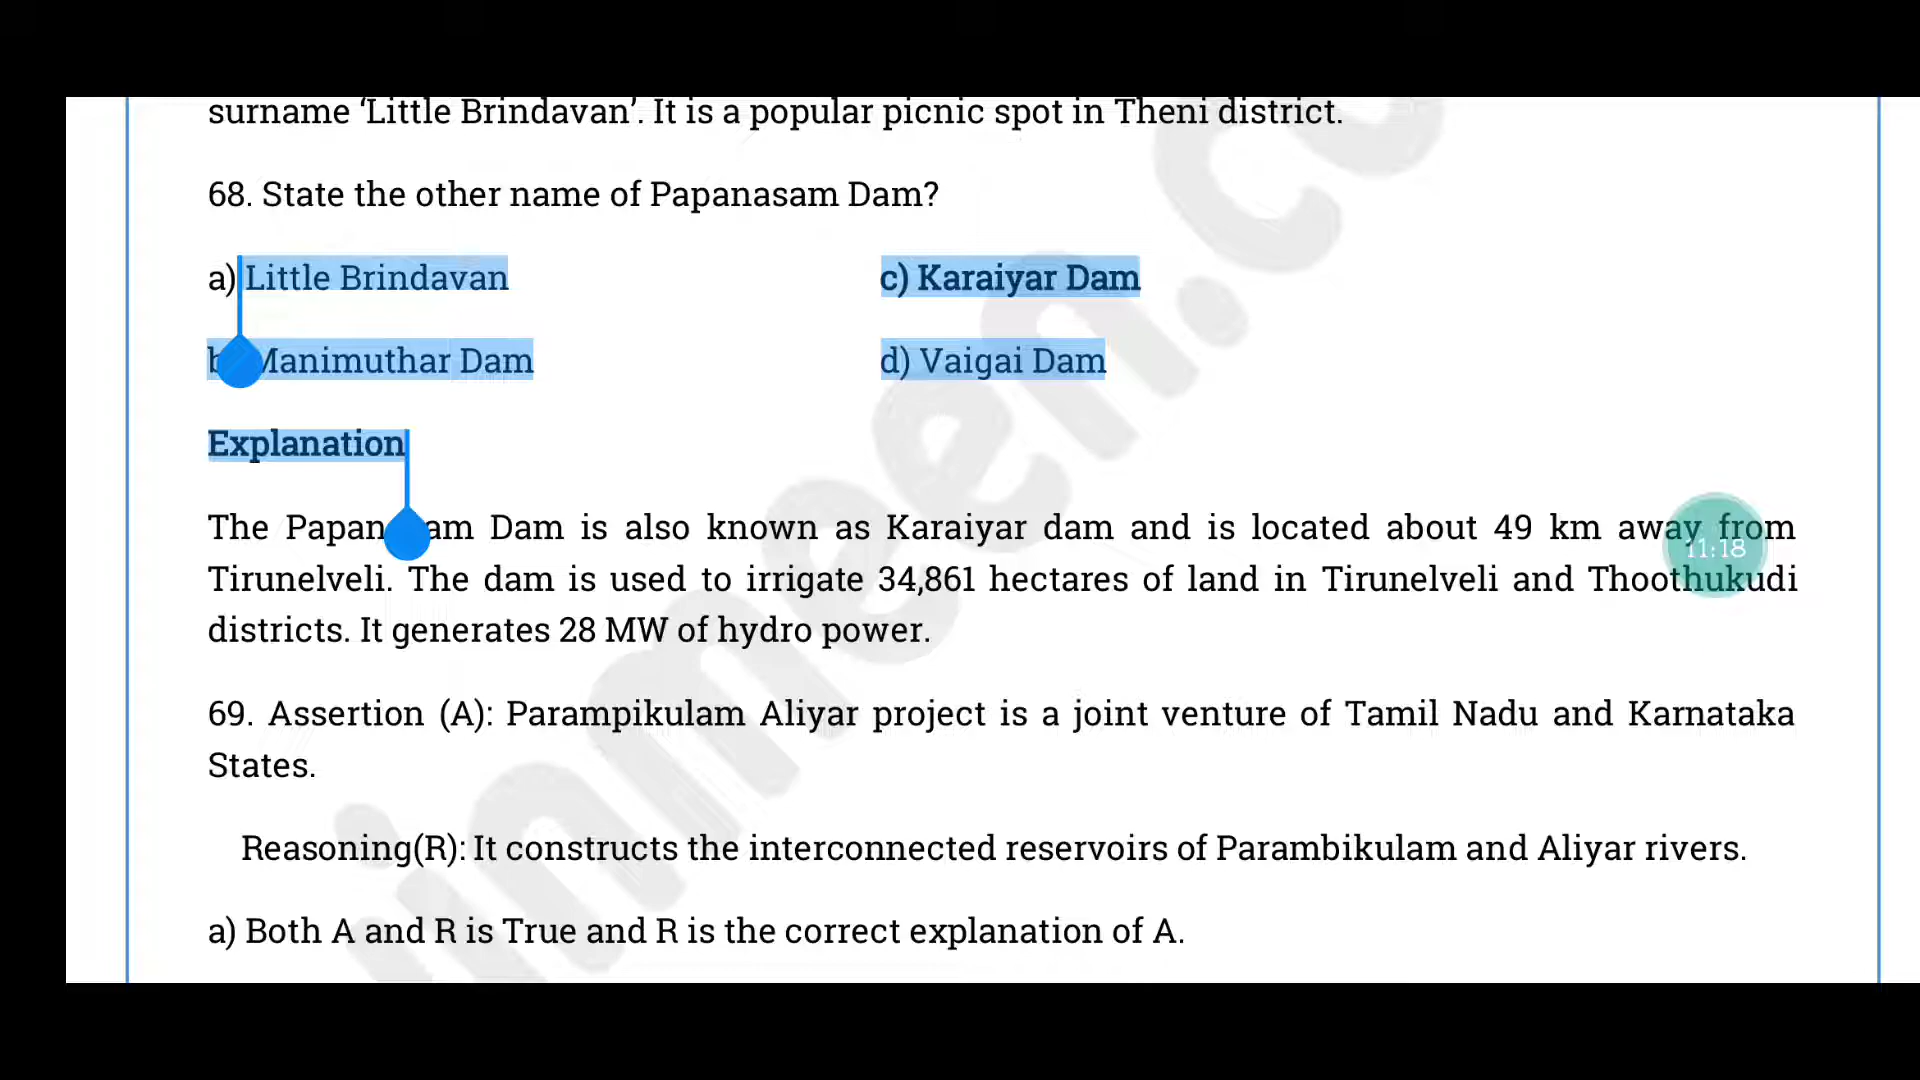 surname ‘Little Brindavan’. It is a popular picnic spot in Theni district.
68. State the other name of Papanasam Dam?
a) Little Brindavan
c) Karaiyar Dam
Manimuthar Dam
d) Vaigai Dam
Explanation
The Papan am Dam is also known as Karaiyar dam and is located about 49 km away from
11:18
Tirunelveli. The dam is used to irrigate 34,861 hectares of land in Tirunelveli and Thoothukudi
districts. It generates 28 MW of hydro power.
69. Assertion (A): Parampikulam Aliyar project is a joint venture of Tamil Nadu and Karnataka
States.
Reasoning(R): It constructs the interconnected reservoirs of Parambikulam and Aliyar rivers.
a) Both A and R is True and R is the correct explanation of A.